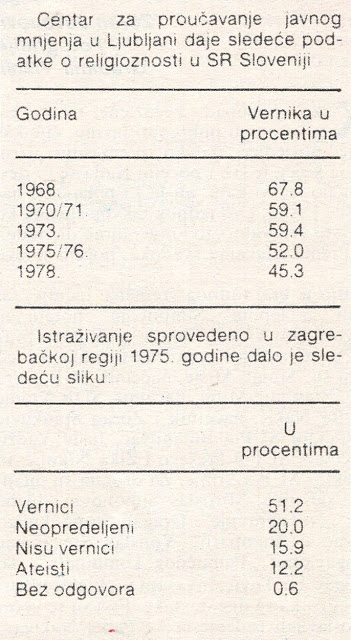 Centar za proučavanje javnog
mnjenja u Ljubljani daje sledeće pod-
atke o religioznosti u SR Sloveniji
Godina Vernika u
procentima
1968. 67.8
1970/71. 59.1
1973. 59.4
1975/76. 52.0
1978. 45.3
Istraživanje sprovedeno u zagre-
bačkoj regiji 1975. godine dalo je sle-
deću sliku:
U
procentima
Vernici 51.2
Neopredeljeni 20.0
Nisu vernici 15.9
Ateisti 12.2
Bez odgovora 0.6